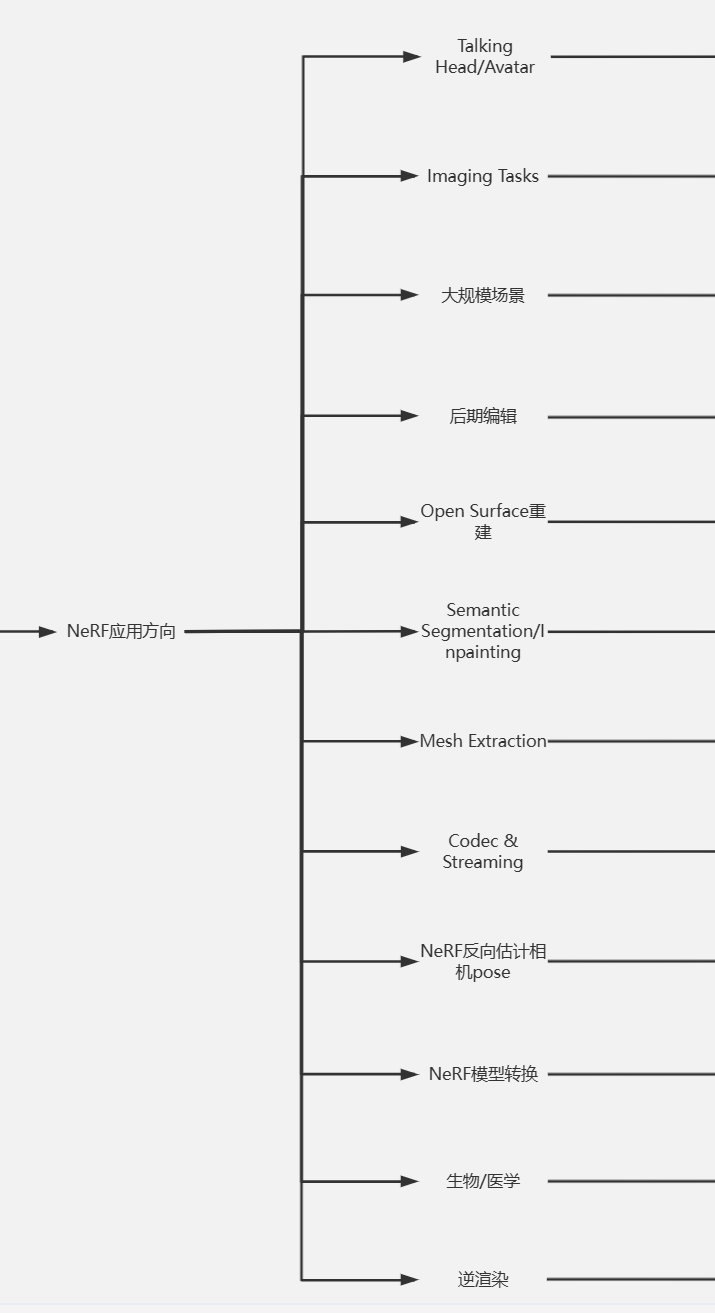 Talking
Head/Avatar
Imaging Tasks
大规模场景
后期编辑
Open Surface重
建
Semantic
Segmentation/I
npainting
NeRF应用方向
Mesh Extraction
Codec &
Streaming
NeRF反向估计相
机pose
NeRF模型转换
生物/医学
逆渲染